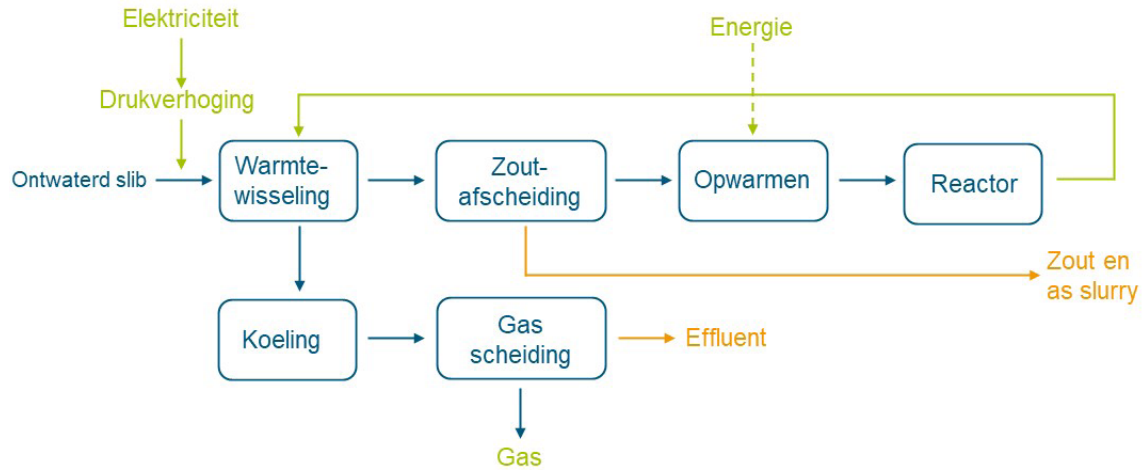 Elektriciteit
Energie
Drukverhoging
Ontwaterd slib
Warmte-
wisseling
Zout-
afscheiding
Opwarmen
Reactor
Zout en
as slurry
Koeling
Gas
scheiding
Effluent
Gas